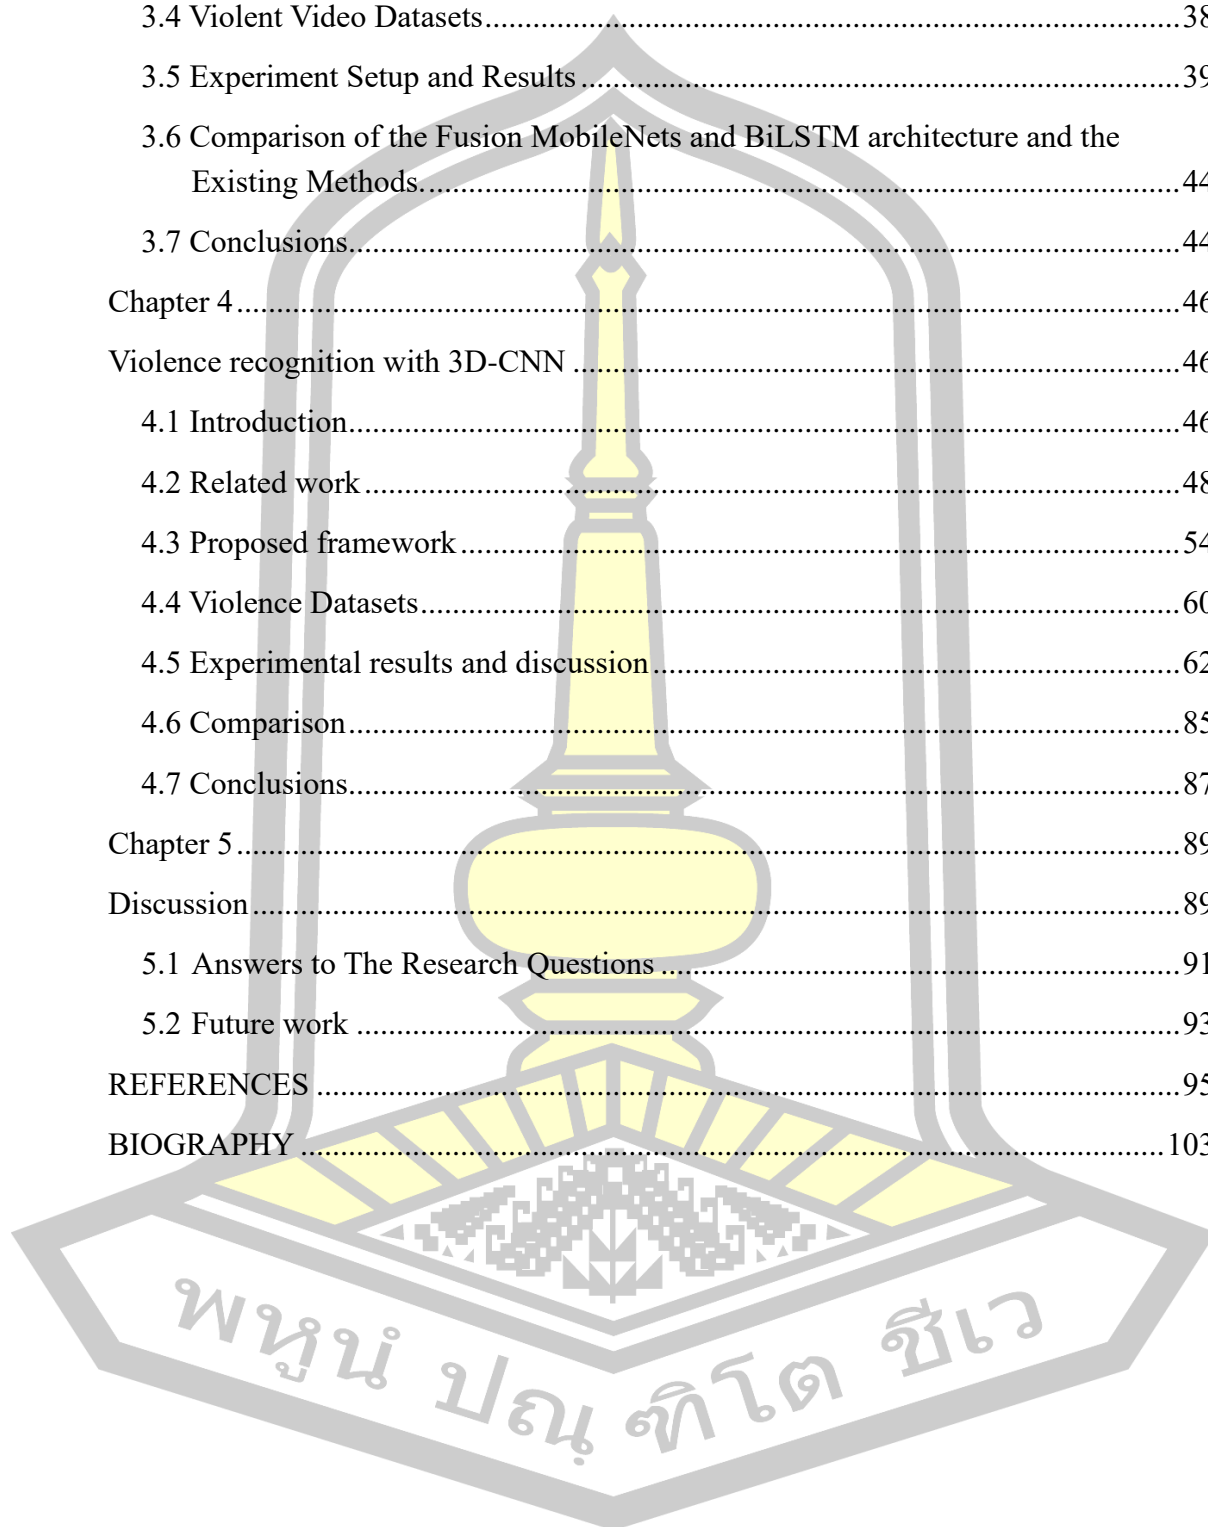 3.4 Violent Video Datasets....................................................................................38
3.5 Experiment Setup and Results.........................................................................39
3.6 Comparison of the Fusion MobileNets and BiLSTM architecture and the
Existing Methods............................................................................................44
3.7 Conclusions.....................................................................................................44
Chapter 4....................................................................................................................46
Violence recognition with 3D-CNN..........................................................................46
4.1 Introduction.....................................................................................................46
4.2 Related work...................................................................................................48
4.3 Proposed framework.......................................................................................54
4.4 Violence Datasets............................................................................................60
4.5 Experimental results and discussion................................................................62
4.6 Comparison.....................................................................................................85
4.7 Conclusions.....................................................................................................87
Chapter 5....................................................................................................................89
Discussion..................................................................................................................89
5.1 Answers to The Research Questions...............................................................91
5.2 Future work....................................................................................................93
REFERENCES..........................................................................................................95
BIOGRAPHY..........................................................................................................103
พหูนํ ปณฺฑิโต ชีเว